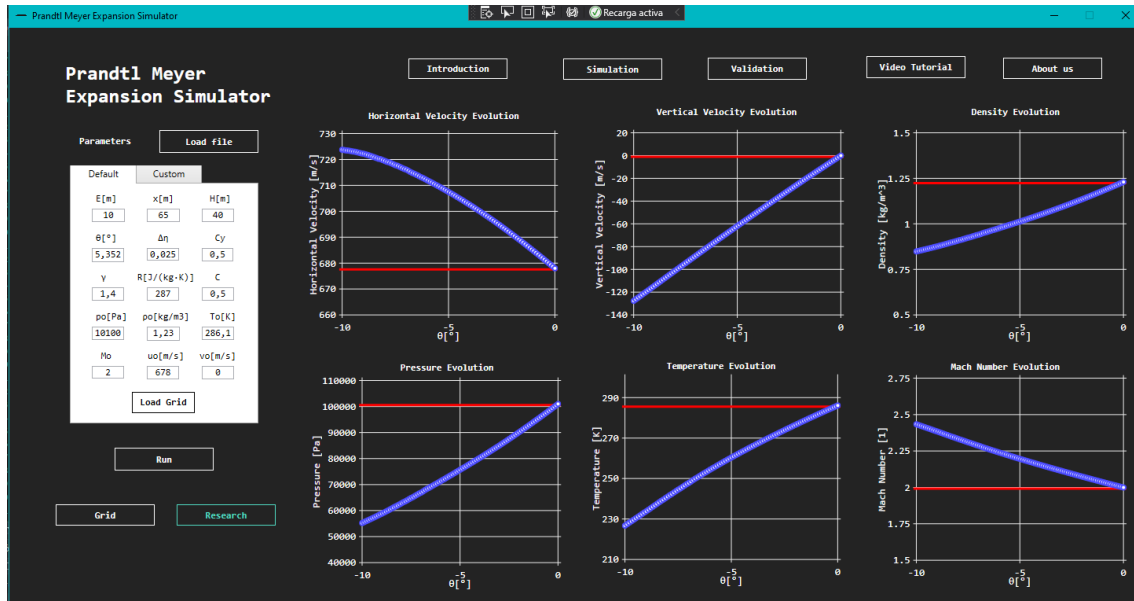 Prandtl Meyer Expansion Simulator
Recarga activa
Prandtl Meyer
Expansion Simulator
Introduction
Simulation
Validation
Video Tutorial
About us
Parameters
Load file
Default
Custom
E[m] x[m] H[m]
10 65 40
θ[°] Δη Cy
5,352 0,025 0,5
γ R[J/(kg·K)] C
1,4 287 0,5
po[Pa] ρo[kg/m3] To[K]
10100 1,23 286,1
Mo uo[m/s] vo[m/s]
2 678 0
Load Grid
Run
Grid
Research
Horizontal Velocity Evolution
Horizontal Velocity [m/s]
730
720
710
700
690
680
670
660
-10 -5 0
θ[°]
Vertical Velocity Evolution
Vertical Velocity [m/s]
20
0
-20
-40
-60
-80
-100
-120
-140
-10 -5 0
θ[°]
Density Evolution
Density [kg/m^3]
1.5
1.25
1
0.75
0.5
-10 -5 0
θ[°]
Pressure Evolution
Pressure [Pa]
110000
100000
90000
80000
70000
60000
50000
40000
-10 -5 0
θ[°]
Temperature Evolution
Temperature [K]
290
270
250
230
210
-10 -5 0
θ[°]
Mach Number Evolution
Mach Number [1]
2.75
2.5
2.25
2
1.75
1.5
-10 -5 0
θ[°]